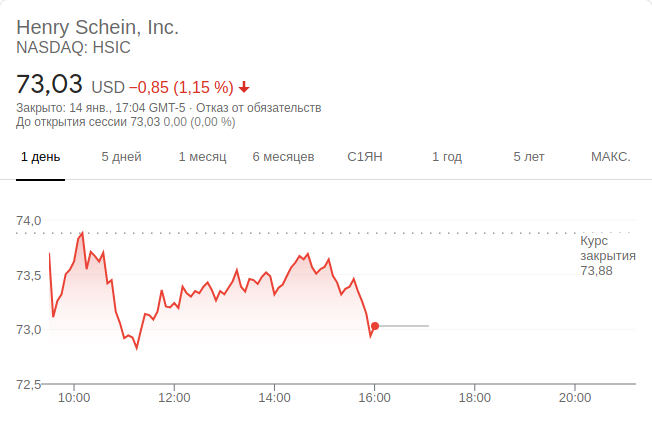 Henry Schein, Inc.
NASDAQ: HSIC
73,03 USD −0,85 (1,15 %)
Закрыто: 14 янв., 17:04 GMT-5 · Отказ от обязательств
До открытия сессии 73,03 0,00 (0,00 %)
1 день 5 дней 1 месяц 6 месяцев С1ЯН 1 год 5 лет МАКС.
74,0
Курс
закрытия
73,88
73,5
73,0
72,5
10:00 12:00 14:00 16:00 18:00 20:00